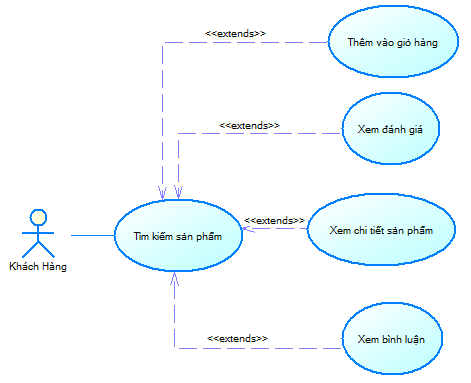 <<extends>>
Thêm vào giỏ hàng
<<extends>>
Xem đánh giá
<<extends>>
Xem chi tiết sản phẩm
Tìm kiếm sản phẩm
Khách Hàng
<<extends>>
Xem bình luận